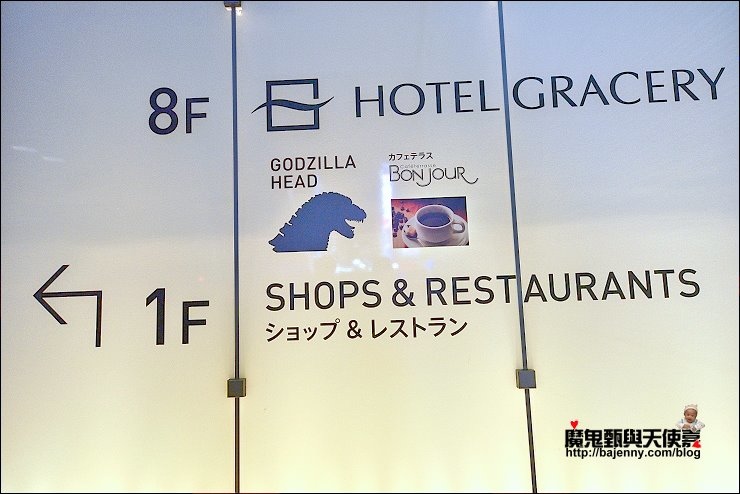 8F HOTEL GRACERY
GODZILLA
HEAD
カフェテラス
Caféterrasse
BONJOUR
1F SHOPS & RESTAURANTS
ショップ & レストラン
魔鬼甄與天使嘉
http://bajenny.com/blog